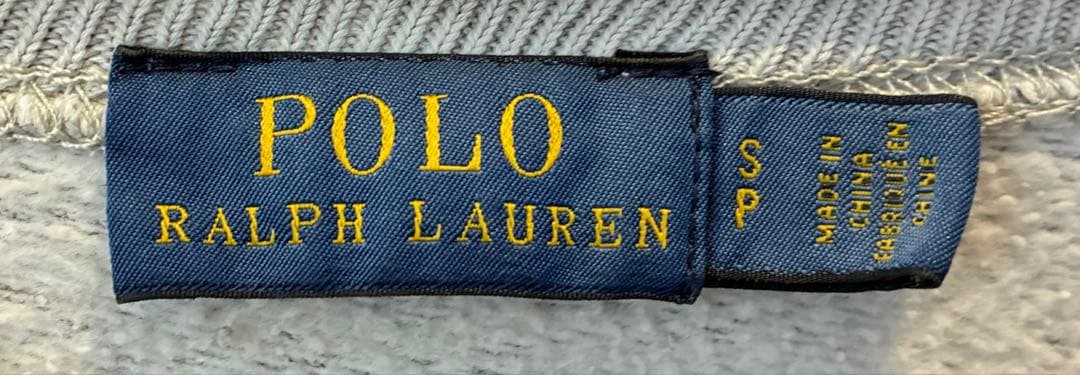 POLO
RALPH LAUREN
S
P
MADE IN
CHINA
FABRIQUÉ EN
CHINE